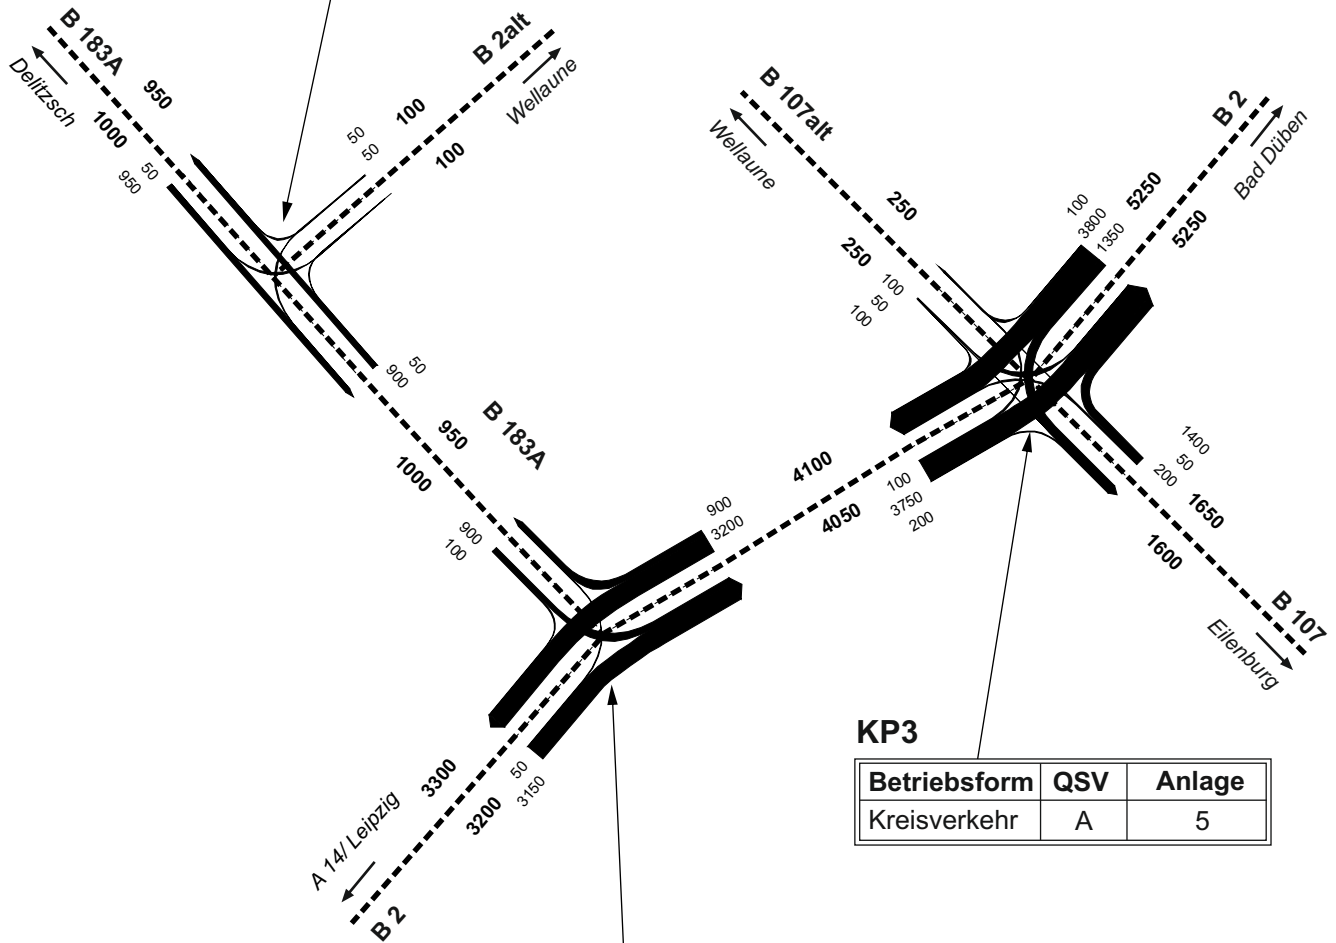 B 183A
Delitzsch
950
1000
50
950
B 2alt
Wellaune
100
100
50
50
50
900
B 183A
950
1000
900
100
B 107alt
Wellaune
250
250
100
50
100
B 2
Bad Düben
5250
5250
100
3800
1350
4100
4050
100
3750
200
1400
50
200
1650
1600
B 107
Eilenburg
900
3200
50
3150
3300
3200
A 14/ Leipzig
B 2
KP3
Betriebsform QSV Anlage
Kreisverkehr A 5